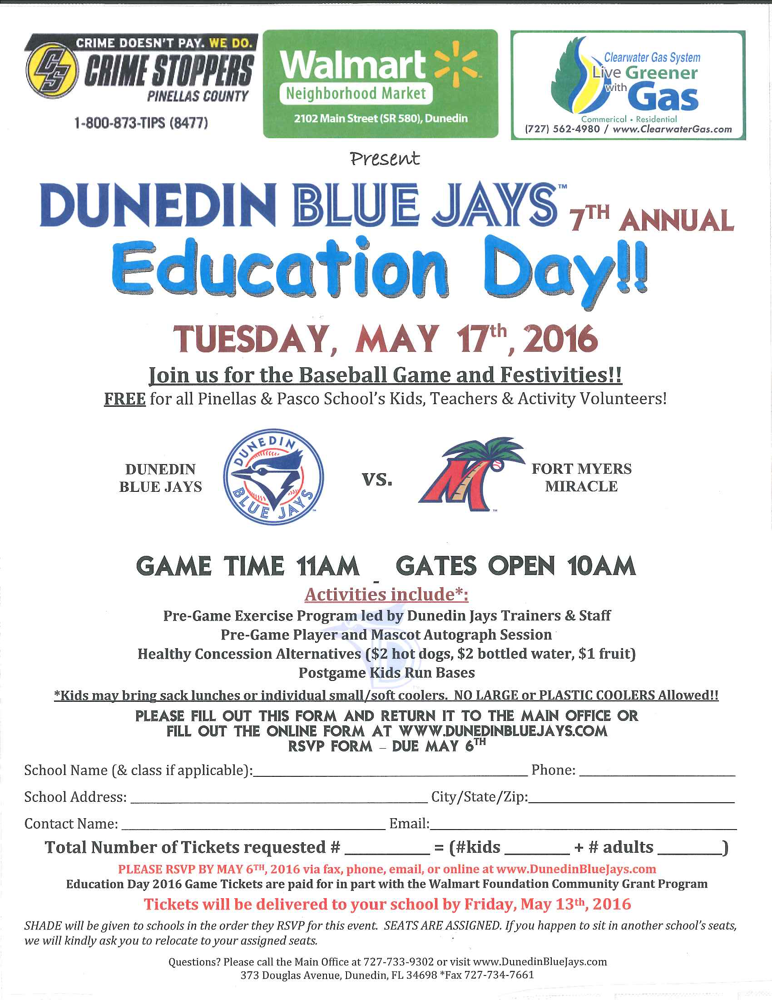 CRIME DOESN'T PAY. WE DO.
CS
CRIME STOPPERS
PINELLAS COUNTY
1-800-873-TIPS (8477)
Walmart
Neighborhood Market
2102 Main Street (SR 580), Dunedin
Clearwater Gas System
Live Greener
with Gas
Commerical • Residential
(727) 562-4980 / www.ClearwaterGas.com
Present
DUNEDIN BLUE JAYS™ 7TH ANNUAL
Education Day!!
TUESDAY, MAY 17th, 2016
Join us for the Baseball Game and Festivities!!
FREE for all Pinellas & Pasco School's Kids, Teachers & Activity Volunteers!
DUNEDIN
BLUE JAYS
DUNEDIN
BLUE JAYS™
vs.
M™
FORT MYERS
MIRACLE
GAME TIME 11AM - GATES OPEN 10AM
Activities include*:
Pre-Game Exercise Program led by Dunedin Jays Trainers & Staff
Pre-Game Player and Mascot Autograph Session
Healthy Concession Alternatives ($2 hot dogs, $2 bottled water, $1 fruit)
Postgame Kids Run Bases
*Kids may bring sack lunches or individual small/soft coolers. NO LARGE or PLASTIC COOLERS Allowed!!
PLEASE FILL OUT THIS FORM AND RETURN IT TO THE MAIN OFFICE OR
FILL OUT THE ONLINE FORM AT WWW.DUNEDINBLUEJAYS.COM
RSVP FORM – DUE MAY 6TH
School Name (& class if applicable):____ Phone: ____
School Address: ____ City/State/Zip:____
Contact Name: ____ Email:____
Total Number of Tickets requested # ____ = (#kids ____ + # adults ____)
PLEASE RSVP BY MAY 6TH, 2016 via fax, phone, email, or online at www.DunedinBlueJays.com
Education Day 2016 Game Tickets are paid for in part with the Walmart Foundation Community Grant Program
Tickets will be delivered to your school by Friday, May 13th, 2016
SHADE will be given to schools in the order they RSVP for this event. SEATS ARE ASSIGNED. If you happen to sit in another school's seats,
we will kindly ask you to relocate to your assigned seats.
Questions? Please call the Main Office at 727-733-9302 or visit www.DunedinBlueJays.com
373 Douglas Avenue, Dunedin, FL 34698 *Fax 727-734-7661